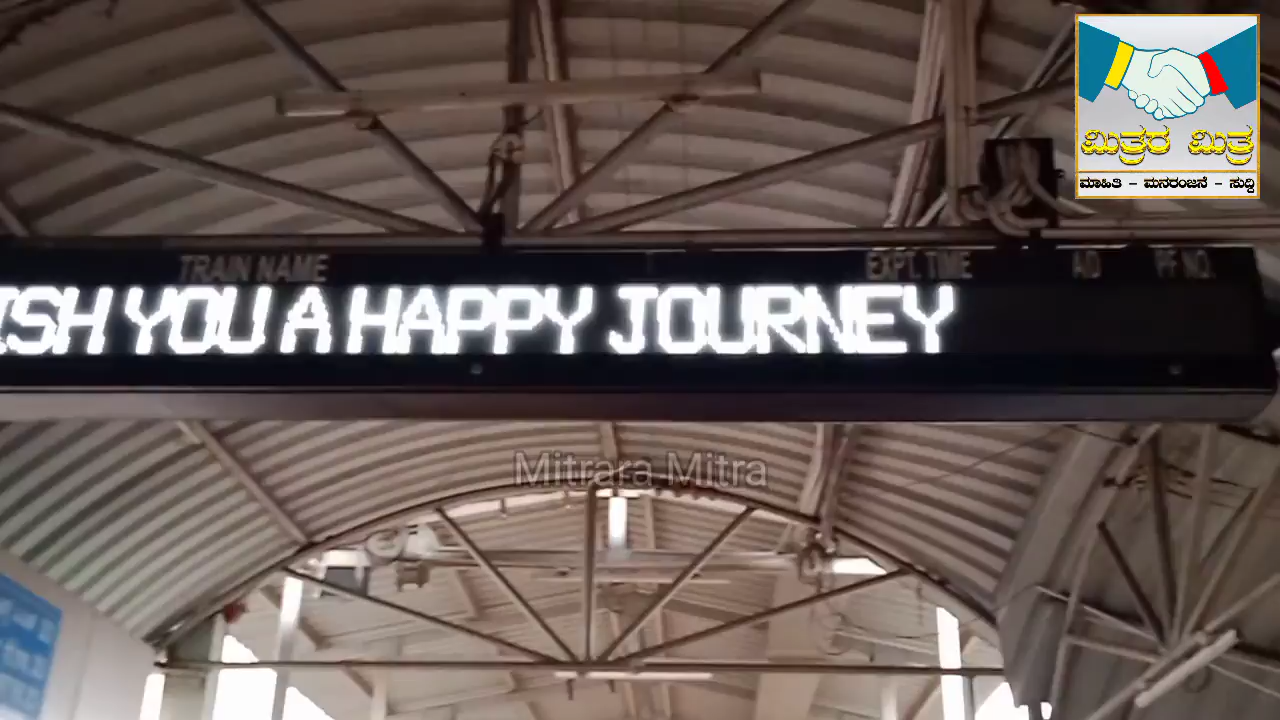 ಮಿತ್ರರ ಮಿತ್ರ
ಮಾಹಿತಿ - ಮನರಂಜನೆ - ಸುದ್ದಿ
TRAIN NAME EXPT. TIME A/D PF NO.
ISH YOU A HAPPY JOURNEY
Mitrara Mitra